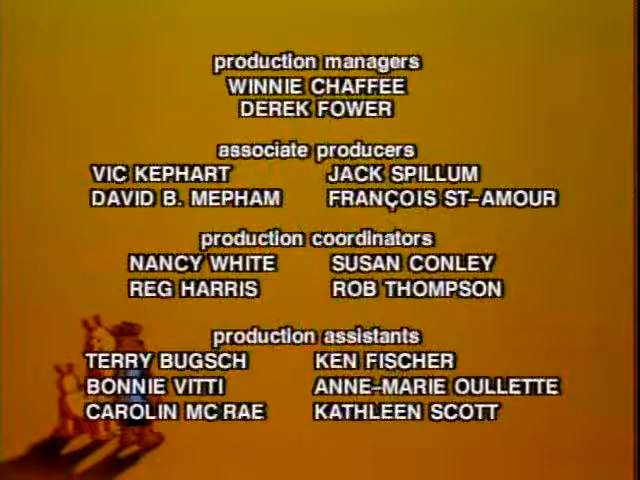 production managers
WINNIE CHAFFEE
DEREK FOWER
associate producers
VIC KEPHART JACK SPILLUM
DAVID B. MEPHAM FRANÇOIS ST-AMOUR
production coordinators
NANCY WHITE SUSAN CONLEY
REG HARRIS ROB THOMPSON
production assistants
TERRY BUGSCH KEN FISCHER
BONNIE VITTI ANNE-MARIE OULLETTE
CAROLIN MC RAE KATHLEEN SCOTT